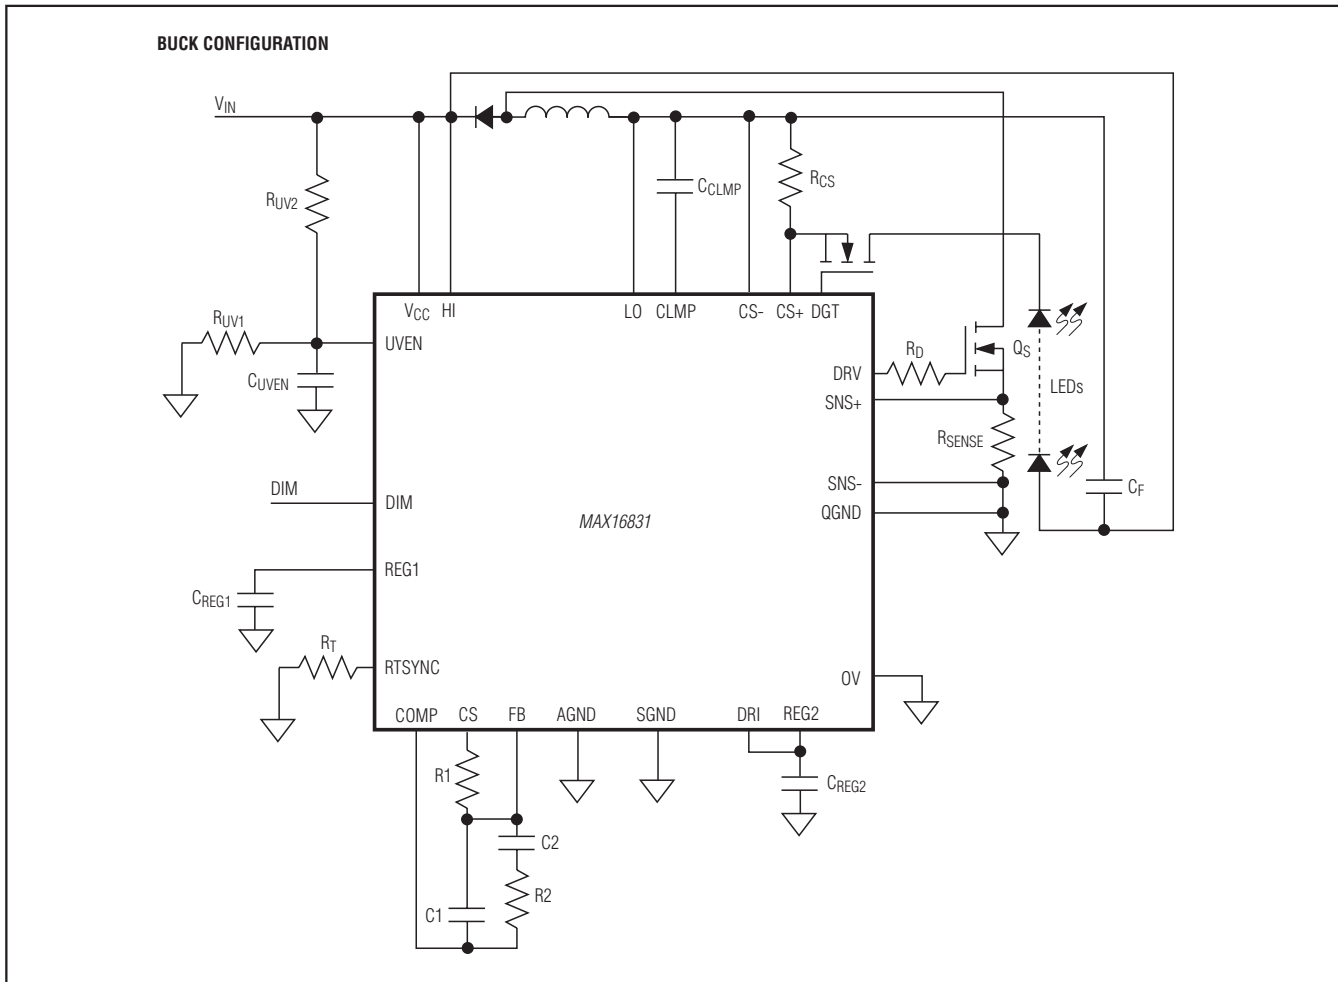 BUCK CONFIGURATION
VIN
RUV2
CCLMP
RCS
VCC HI LO CLMP CS- CS+ DGT
RUV1
UVEN
CUVEN
RD
QS
DRV
SNS+
LEDs
RSENSE
SNS-
CF
DIM
DIM
QGND
MAX16831
REG1
CREG1
RT
RTSYNC
OV
COMP CS FB AGND SGND DRI REG2
R1
CREG2
C2
R2
C1